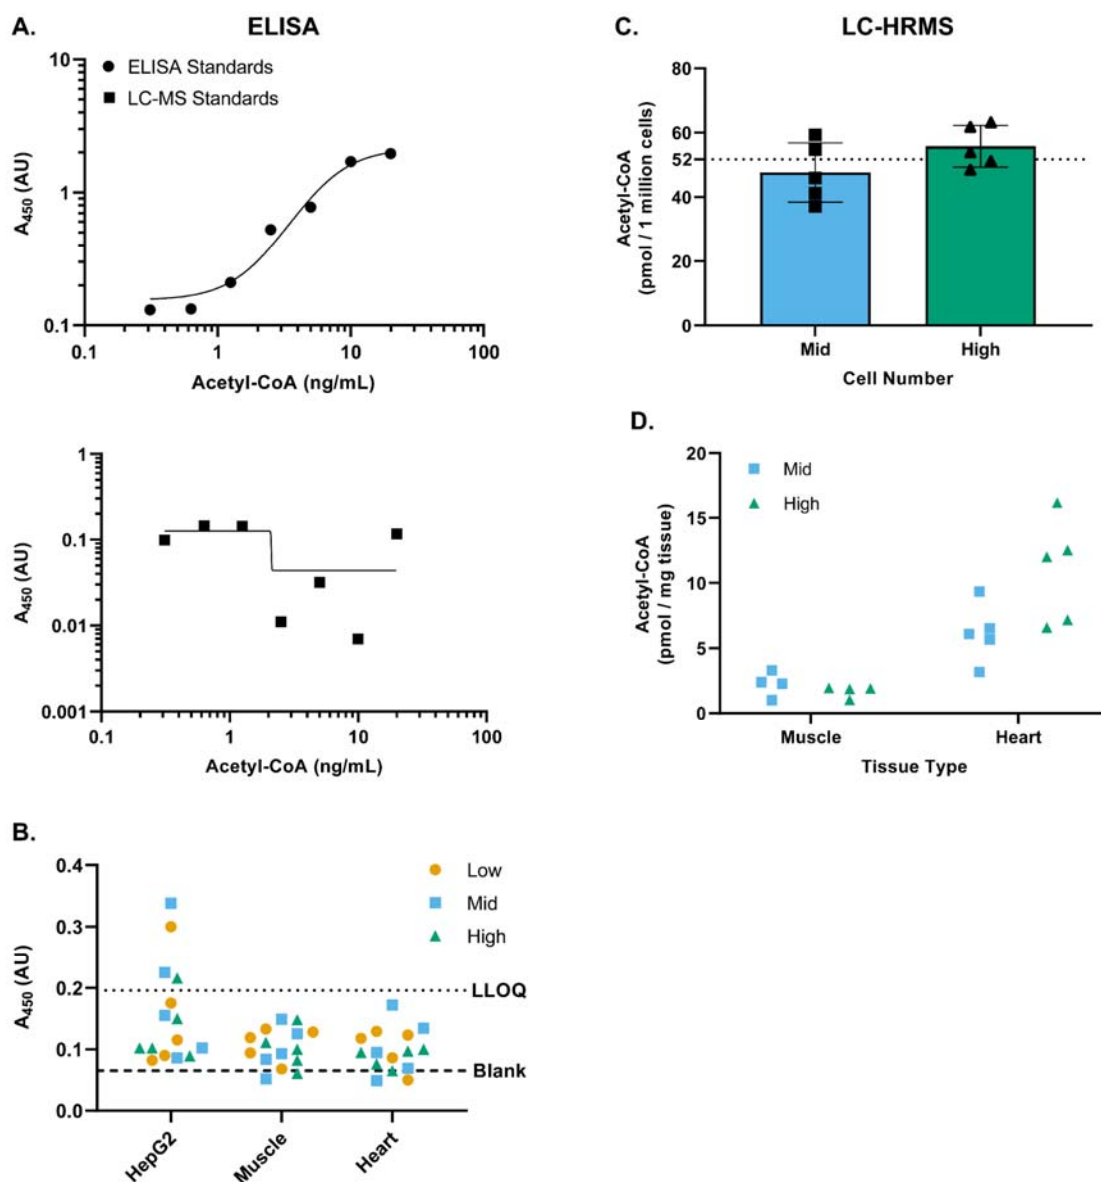 A.
ELISA
ELISA Standards
LC-MS Standards
10
1
0.1
A450 (AU)
0.1
1
10
100
Acetyl-CoA (ng/mL)
1
0.1
0.01
0.001
A450 (AU)
0.1
1
10
100
Acetyl-CoA (ng/mL)
B.
0.4
0.3
0.2
0.1
0.0
A450 (AU)
Low
Mid
High
LLOQ
Blank
HepG2
Muscle
Heart
C.
LC-HRMS
80
60
52
40
20
0
Acetyl-CoA
(pmol / 1 million cells)
Mid
High
Cell Number
D.
20
15
10
5
0
Acetyl-CoA
(pmol / mg tissue)
Mid
High
Muscle
Heart
Tissue Type